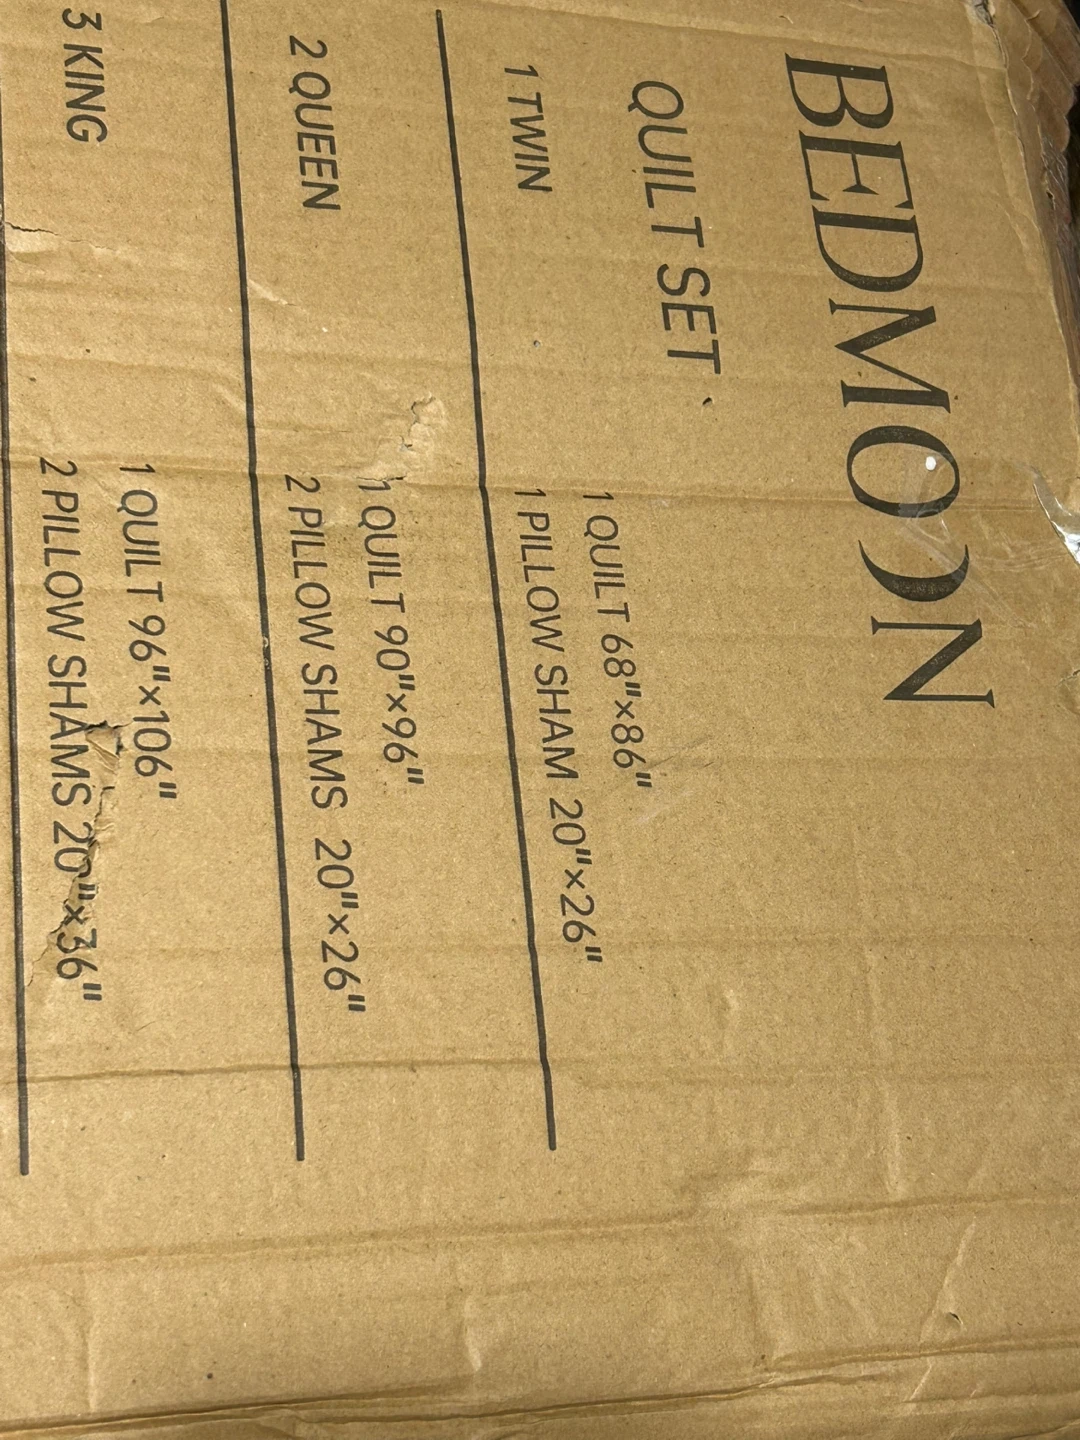 BEDMOON
QUILT SET
1 TWIN
1 QUILT 68"×86"
1 PILLOW SHAM 20"×26"
2 QUEEN
1 QUILT 90"×96"
2 PILLOW SHAMS 20"×26"
3 KING
1 QUILT 96"×106"
2 PILLOW SHAMS 20"×36"